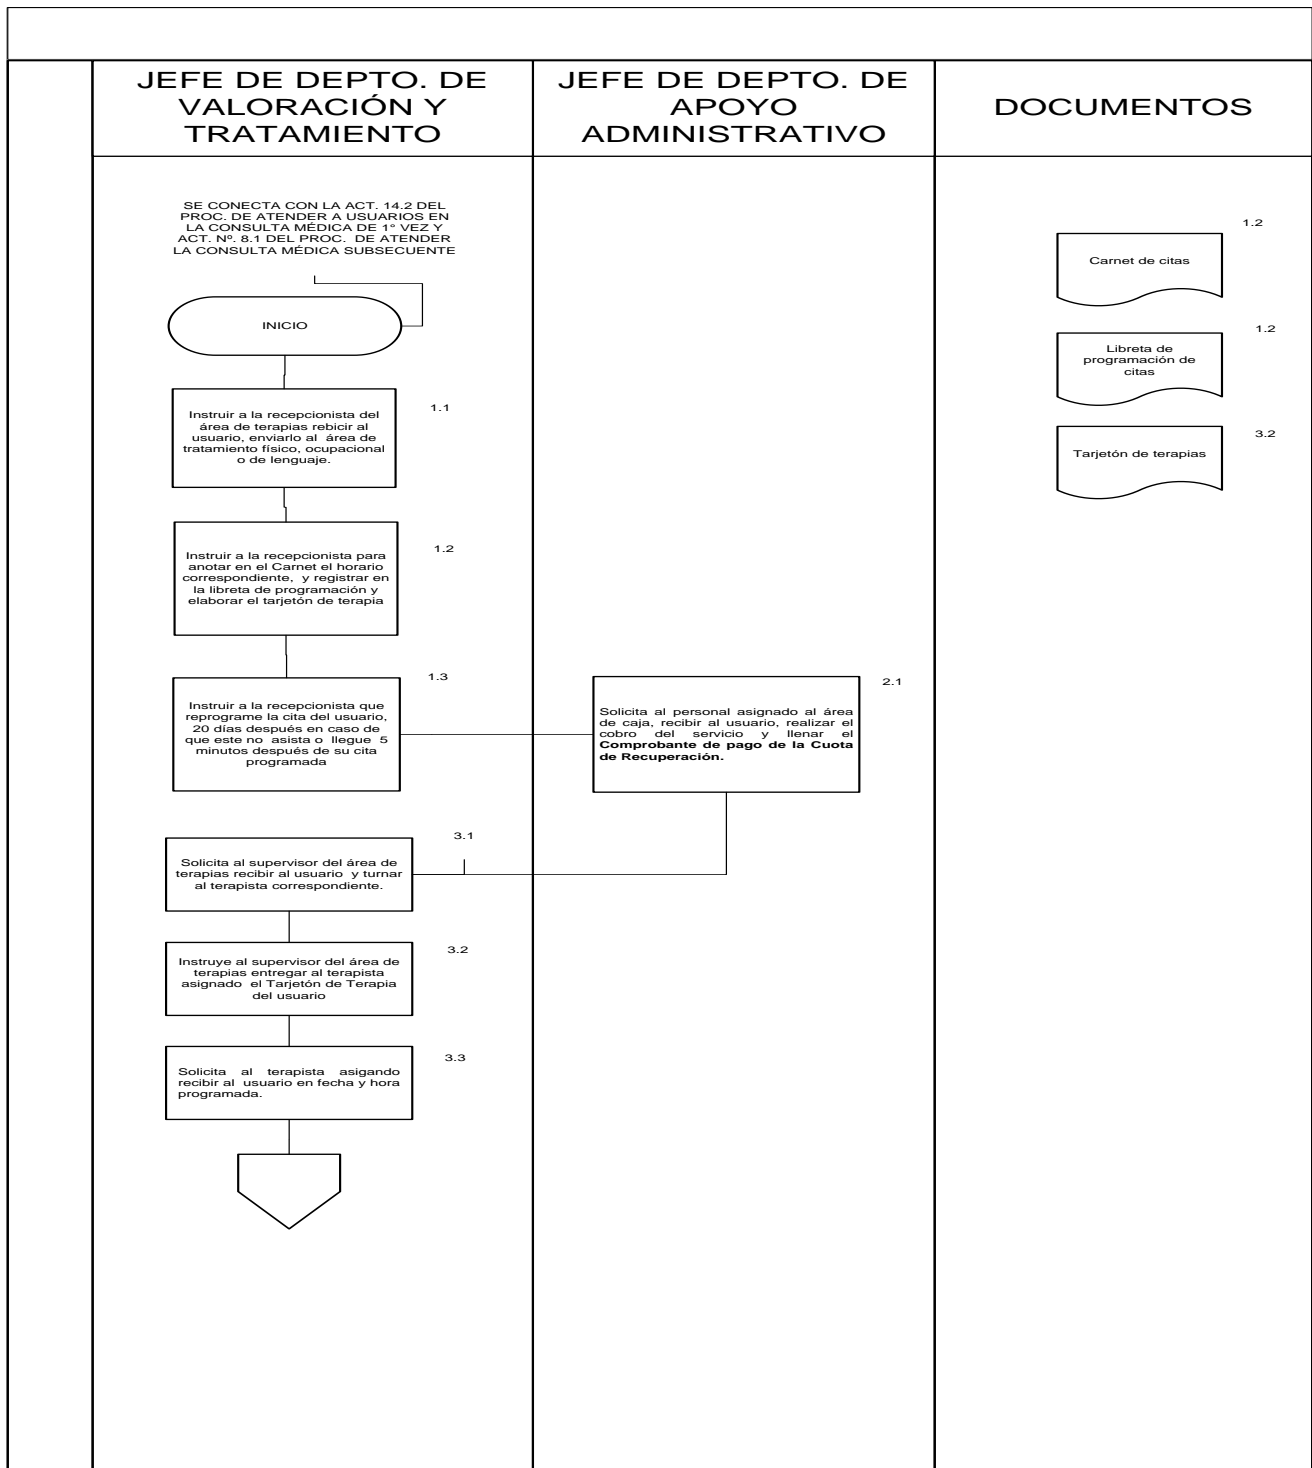 JEFE DE DEPTO. DE
VALORACIÓN Y
TRATAMIENTO
JEFE DE DEPTO. DE
APOYO
ADMINISTRATIVO
DOCUMENTOS
SE CONECTA CON LA ACT. 14.2 DEL
PROC. DE ATENDER A USUARIOS EN
LA CONSULTA MÉDICA DE 1° VEZ Y
ACT. Nº. 8.1 DEL PROC. DE ATENDER
LA CONSULTA MÉDICA SUBSECUENTE
INICIO
1.1
Instruir a la recepcionista del
área de terapias rebicir al
usuario, enviarlo al área de
tratamiento físico, ocupacional
o de lenguaje.
1.2
Instruir a la recepcionista para
anotar en el Carnet el horario
correspondiente, y registrar en
la libreta de programación y
elaborar el tarjetón de terapia
1.3
Instruir a la recepcionista que
reprograme la cita del usuario,
20 días después en caso de
que este no asista o llegue 5
minutos después de su cita
programada
2.1
Solicita al personal asignado al área
de caja, recibir al usuario, realizar el
cobro del servicio y llenar el
Comprobante de pago de la Cuota
de Recuperación.
3.1
Solicita al supervisor del área de
terapias recibir al usuario y turnar
al terapista correspondiente.
3.2
Instruye al supervisor del área de
terapias entregar al terapista
asignado el Tarjetón de Terapia
del usuario
3.3
Solicita al terapista asigando
recibir al usuario en fecha y hora
programada.
1.2
Carnet de citas
1.2
Libreta de
programación de
citas
3.2
Tarjetón de terapias